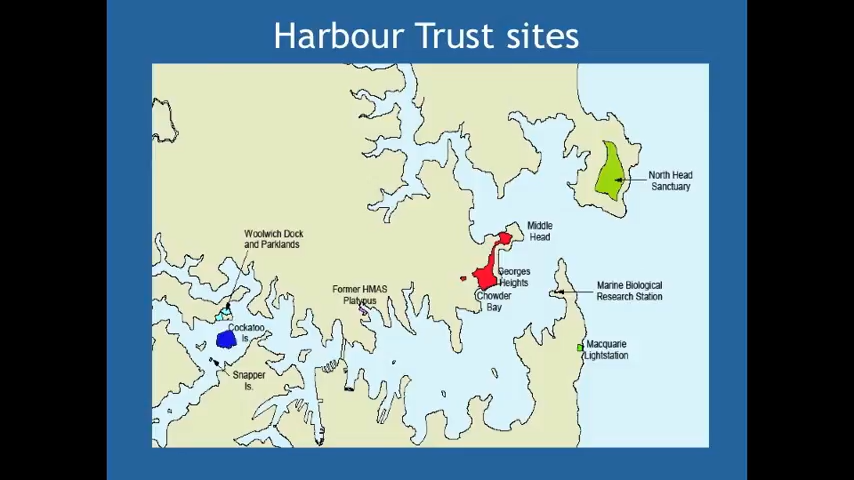 Harbour Trust sites
North Head
Sanctuary
Middle
Head
Woolwich Dock
and Parklands
Georges
Heights
Former HMAS
Platypus
Marine Biological
Research Station
Chowder
Bay
Cockatoo
Is.
Macquarie
Lightstation
Snapper
Is.